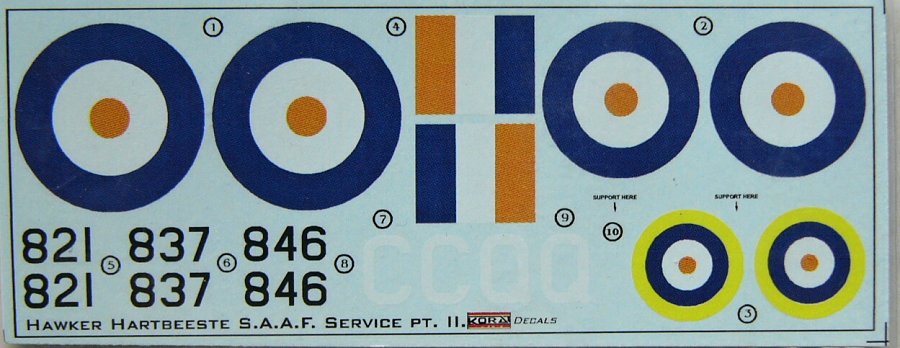 1
4
2
SUPPORT HERE
SUPPORT HERE
7
9
10
821 837 846
5
6
8
CCQQ
821 837 846
3
HAWKER HARTBEESTE S.A.A.F. SERVICE PT. II. KORA DECALS